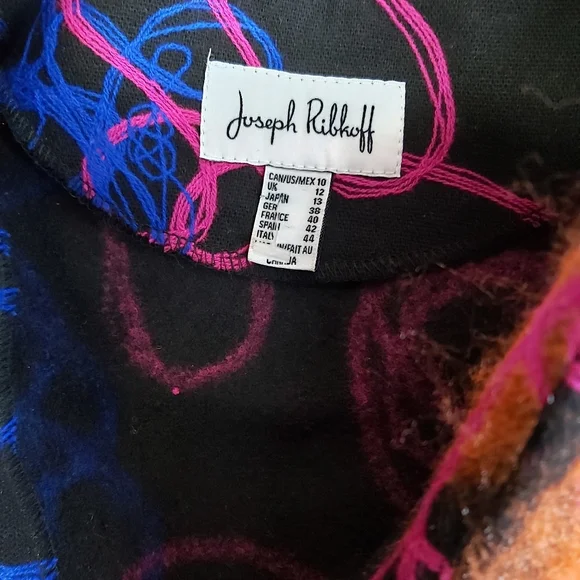 Joseph Ribkoff
CAN/US/MEX 10
UK 12
JAPAN 13
GER 38
FRANCE 40
SPAIN 42
ITALY 44